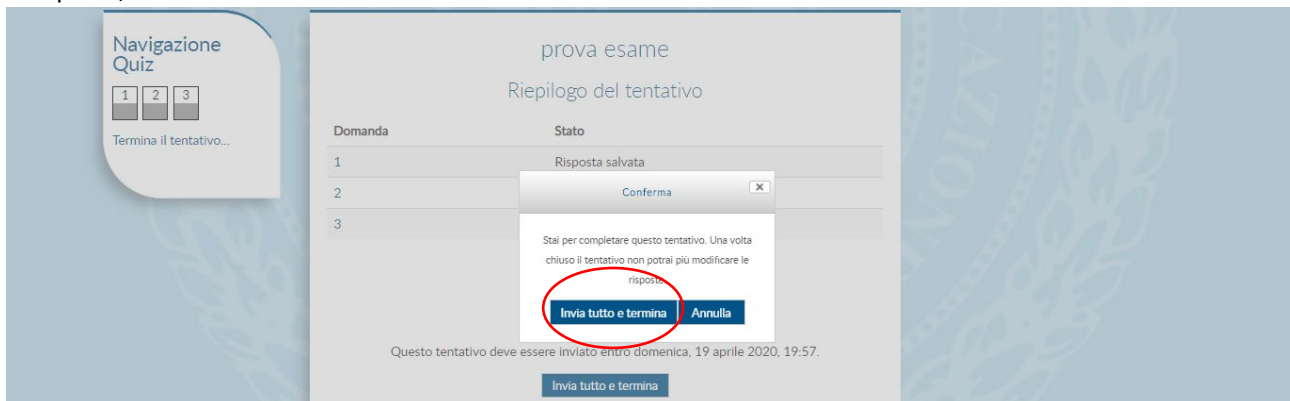 Navigazione
Quiz
1 2 3
Termina il tentativo...
prova esame
Riepilogo del tentativo
Domanda Stato
1 Risposta salvata
2
3
Conferma X
Stai per completare questo tentativo. Una volta
chiuso il tentativo non potrai più modificare le
risposte
Invia tutto e termina Annulla
Questo tentativo deve essere inviato entro domenica, 19 aprile 2020, 19:57.
Invia tutto e termina
AZION